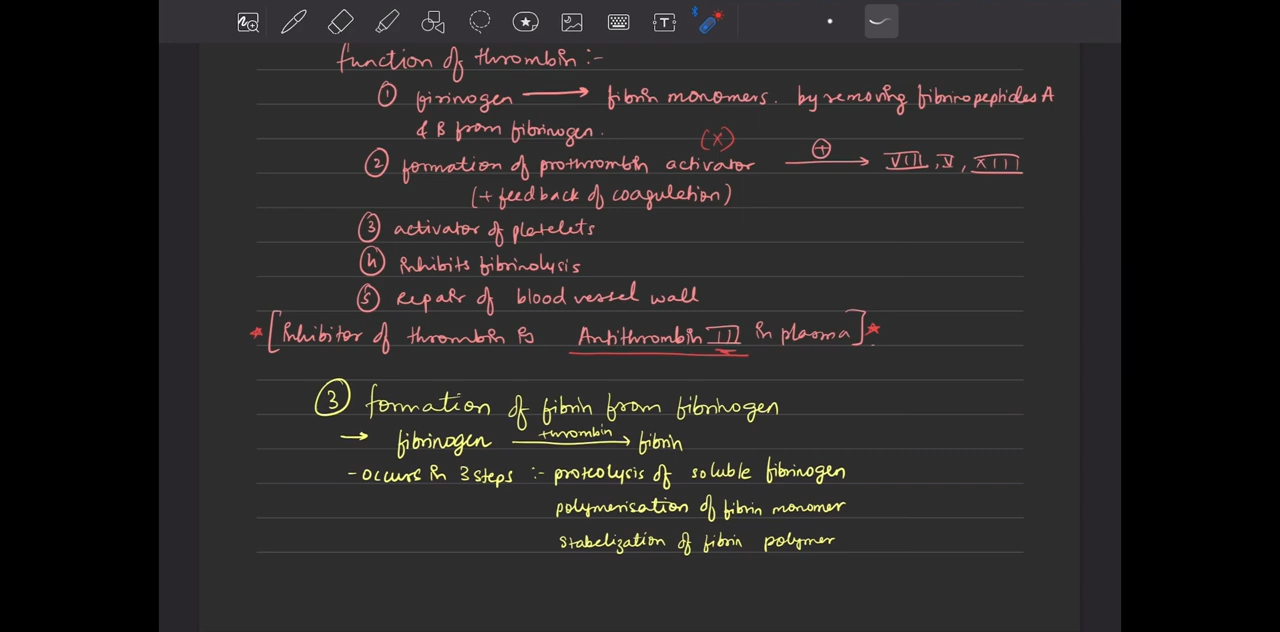 function of thrombin :-
① firinogen ⟶ fibrin monomers. by removing fibrinopeptides A
& B from fibrinogen.
(X)
② formation of prothrombin activator ⊕⟶ VIII, V, XIII
(+ feedback of coagulation)
③ activator of platelets
④ inhibits fibrinolysis
⑤ repair of blood vessel wall
* [Inhibitor of thrombin is Antithrombin III in plasma] *
③ formation of fibrin from fibrinogen
→ fibrinogen thrombin⟶ fibrin
- occurs in 3 steps :- proteolysis of soluble fibrinogen
polymerisation of fibrin monomer
stabelization of fibrin polymer